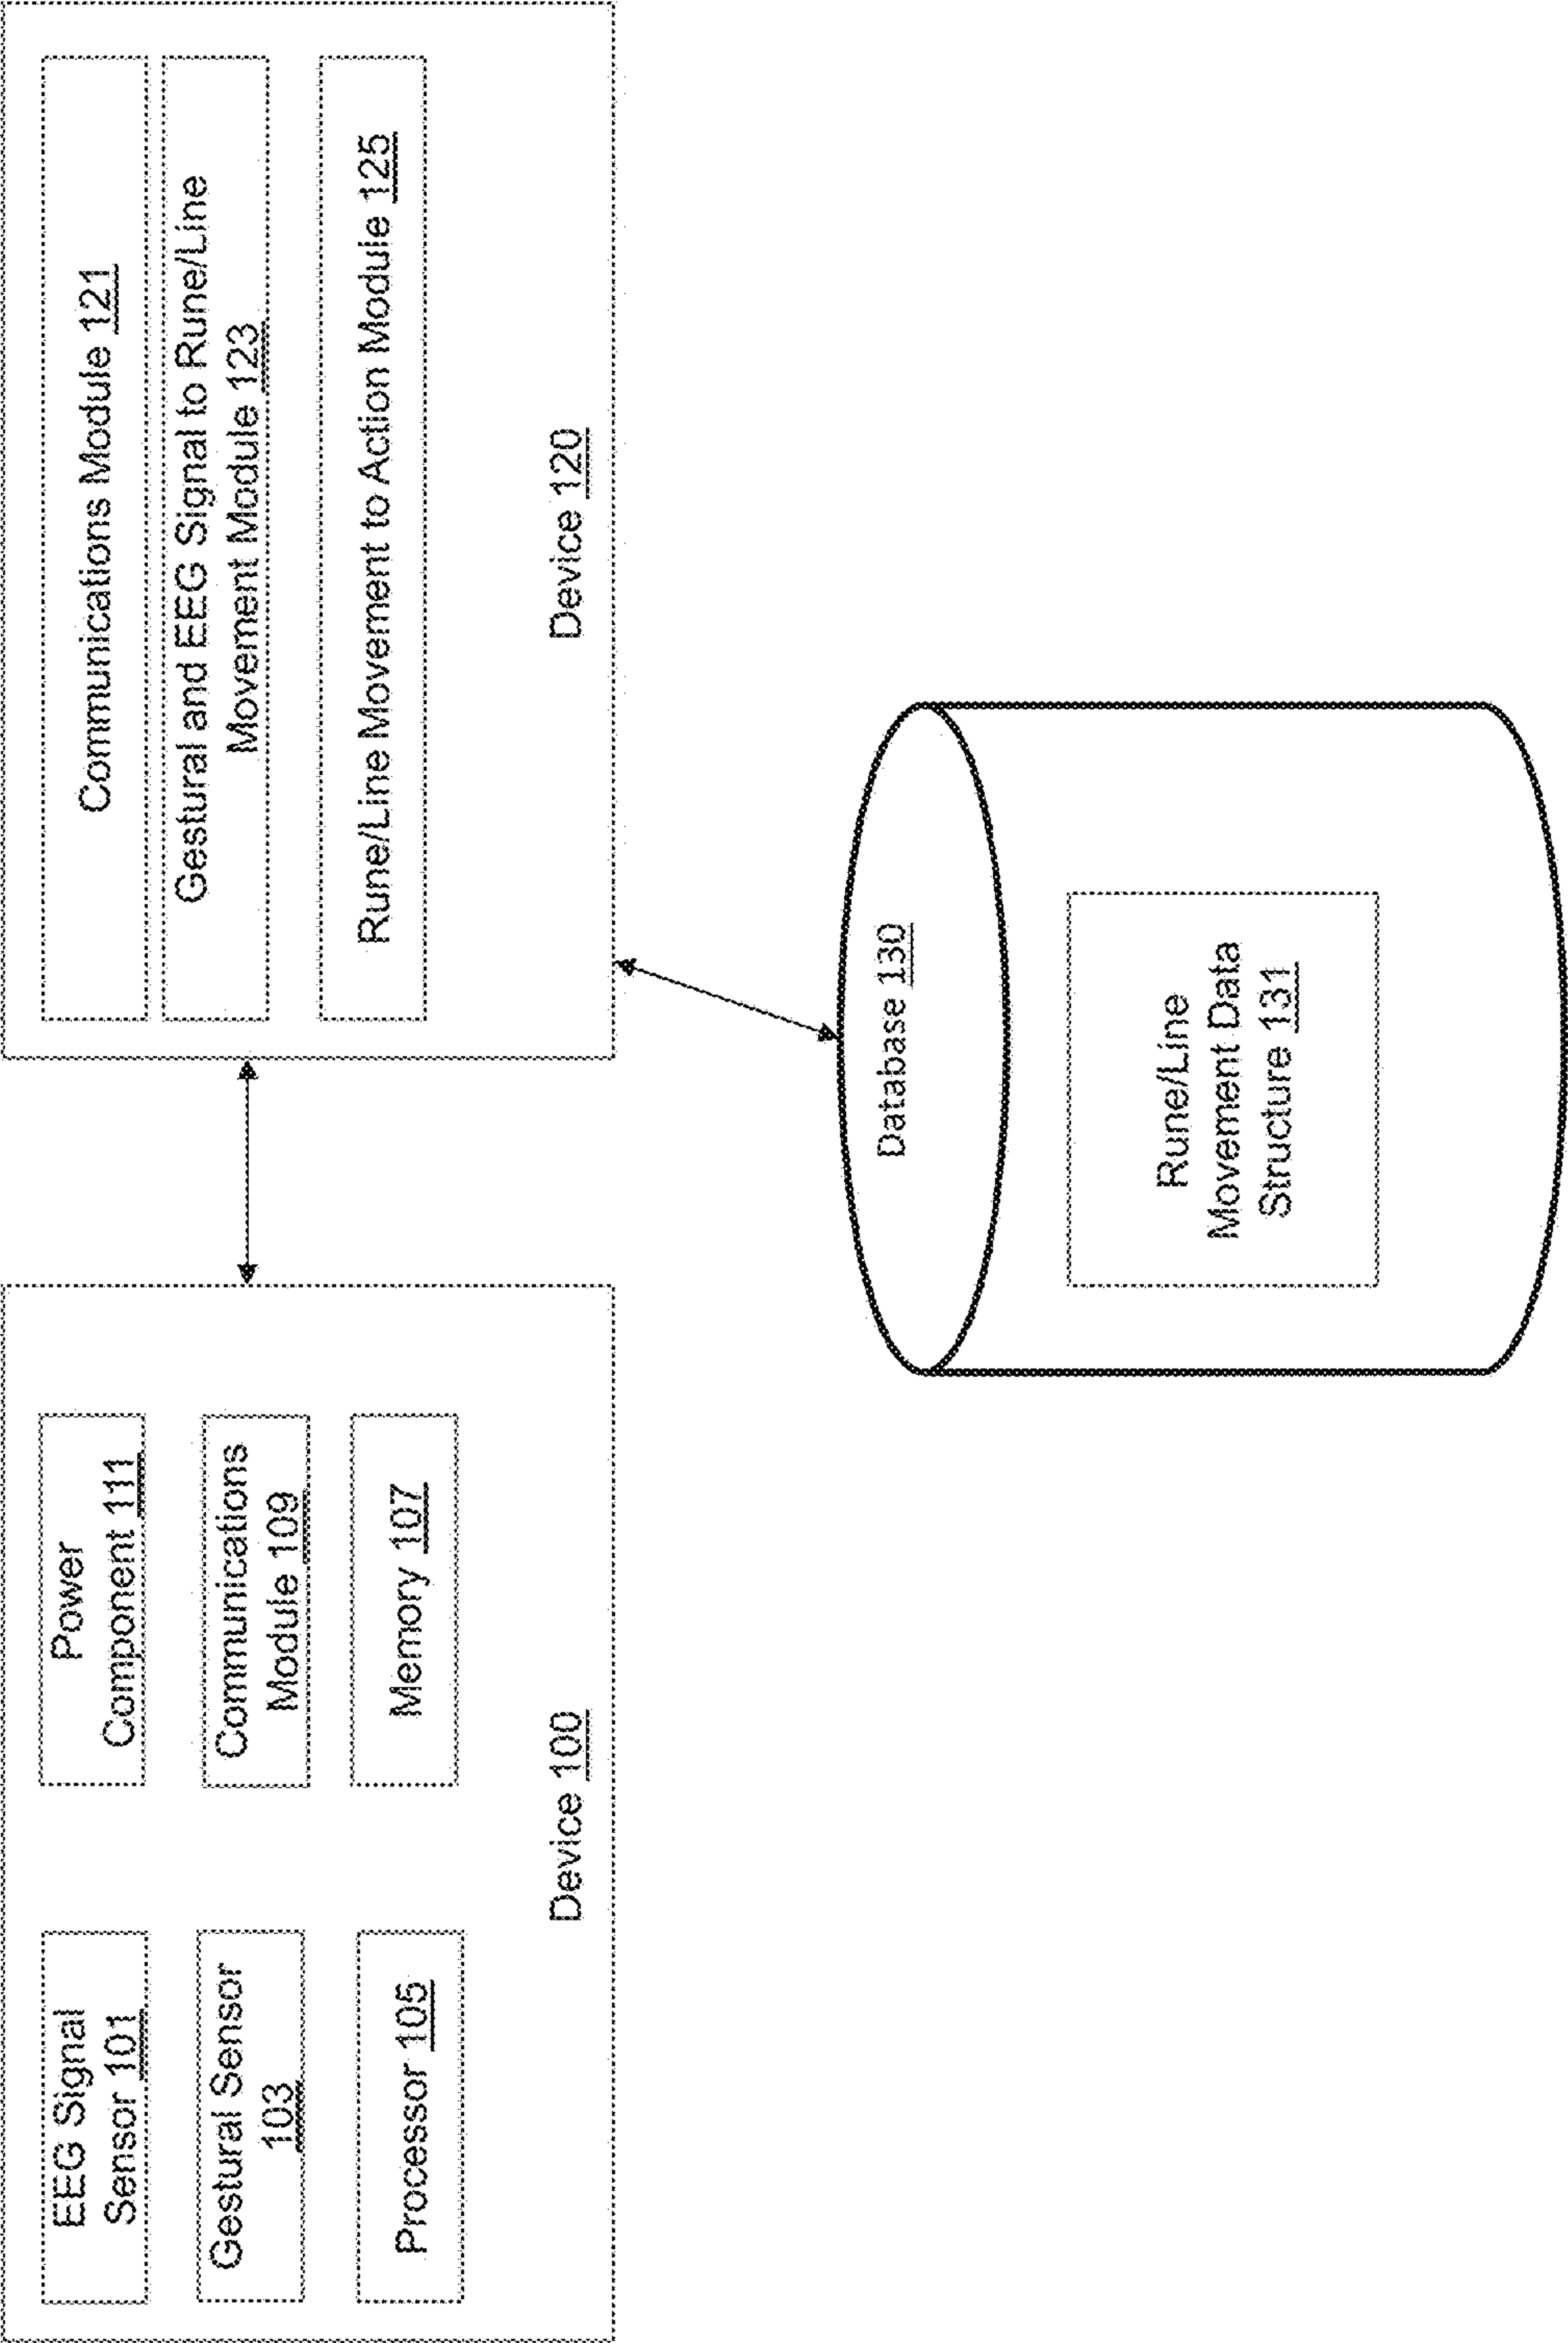 EEG Signal
Sensor 101
Gestural Sensor
103
Processor 105
Power
Component 111
Communications
Module 109
Memory 107
Device 100
Communications Module 121
Gestural and EEG Signal to Rune/Line
Movement Module 123
Rune/Line Movement to Action Module 125
Device 120
Database 130
Rune/Line
Movement Data
Structure 131